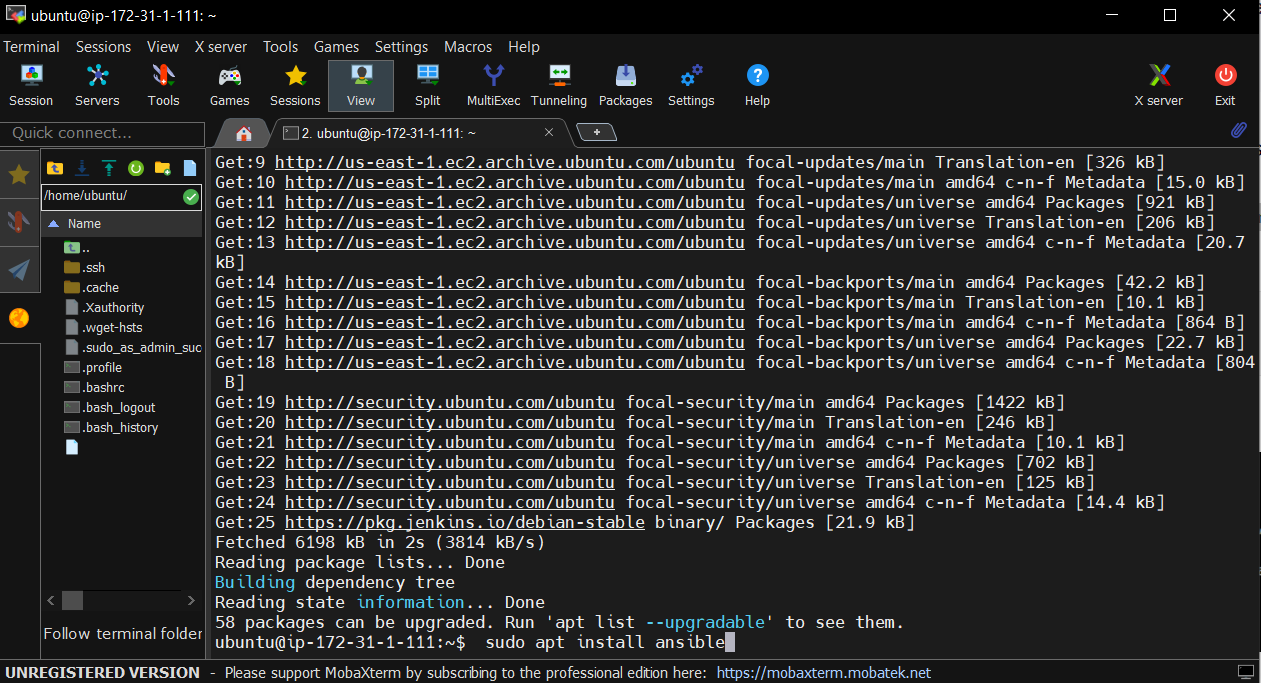 ubuntu@ip-172-31-1-111: ~
Terminal Sessions View X server Tools Games Settings Macros Help
Session Servers Tools Games Sessions View Split MultiExec Tunneling Packages Settings Help X server Exit
Quick connect...
2. ubuntu@ip-172-31-1-111: ~
/home/ubuntu/
Name
..
.ssh
.cache
.Xauthority
.wget-hsts
.sudo_as_admin_suc
.profile
.bashrc
.bash_logout
.bash_history
Follow terminal folder
Get:9 http://us-east-1.ec2.archive.ubuntu.com/ubuntu focal-updates/main Translation-en [326 kB]
Get:10 http://us-east-1.ec2.archive.ubuntu.com/ubuntu focal-updates/main amd64 c-n-f Metadata [15.0 kB]
Get:11 http://us-east-1.ec2.archive.ubuntu.com/ubuntu focal-updates/universe amd64 Packages [921 kB]
Get:12 http://us-east-1.ec2.archive.ubuntu.com/ubuntu focal-updates/universe Translation-en [206 kB]
Get:13 http://us-east-1.ec2.archive.ubuntu.com/ubuntu focal-updates/universe amd64 c-n-f Metadata [20.7
kB]
Get:14 http://us-east-1.ec2.archive.ubuntu.com/ubuntu focal-backports/main amd64 Packages [42.2 kB]
Get:15 http://us-east-1.ec2.archive.ubuntu.com/ubuntu focal-backports/main Translation-en [10.1 kB]
Get:16 http://us-east-1.ec2.archive.ubuntu.com/ubuntu focal-backports/main amd64 c-n-f Metadata [864 B]
Get:17 http://us-east-1.ec2.archive.ubuntu.com/ubuntu focal-backports/universe amd64 Packages [22.7 kB]
Get:18 http://us-east-1.ec2.archive.ubuntu.com/ubuntu focal-backports/universe amd64 c-n-f Metadata [804
B]
Get:19 http://security.ubuntu.com/ubuntu focal-security/main amd64 Packages [1422 kB]
Get:20 http://security.ubuntu.com/ubuntu focal-security/main Translation-en [246 kB]
Get:21 http://security.ubuntu.com/ubuntu focal-security/main amd64 c-n-f Metadata [10.1 kB]
Get:22 http://security.ubuntu.com/ubuntu focal-security/universe amd64 Packages [702 kB]
Get:23 http://security.ubuntu.com/ubuntu focal-security/universe Translation-en [125 kB]
Get:24 http://security.ubuntu.com/ubuntu focal-security/universe amd64 c-n-f Metadata [14.4 kB]
Get:25 https://pkg.jenkins.io/debian-stable binary/ Packages [21.9 kB]
Fetched 6198 kB in 2s (3814 kB/s)
Reading package lists... Done
Building dependency tree
Reading state information... Done
58 packages can be upgraded. Run 'apt list --upgradable' to see them.
ubuntu@ip-172-31-1-111:~$  sudo apt install ansible
UNREGISTERED VERSION - Please support MobaXterm by subscribing to the professional edition here: https://mobaxterm.mobatek.net